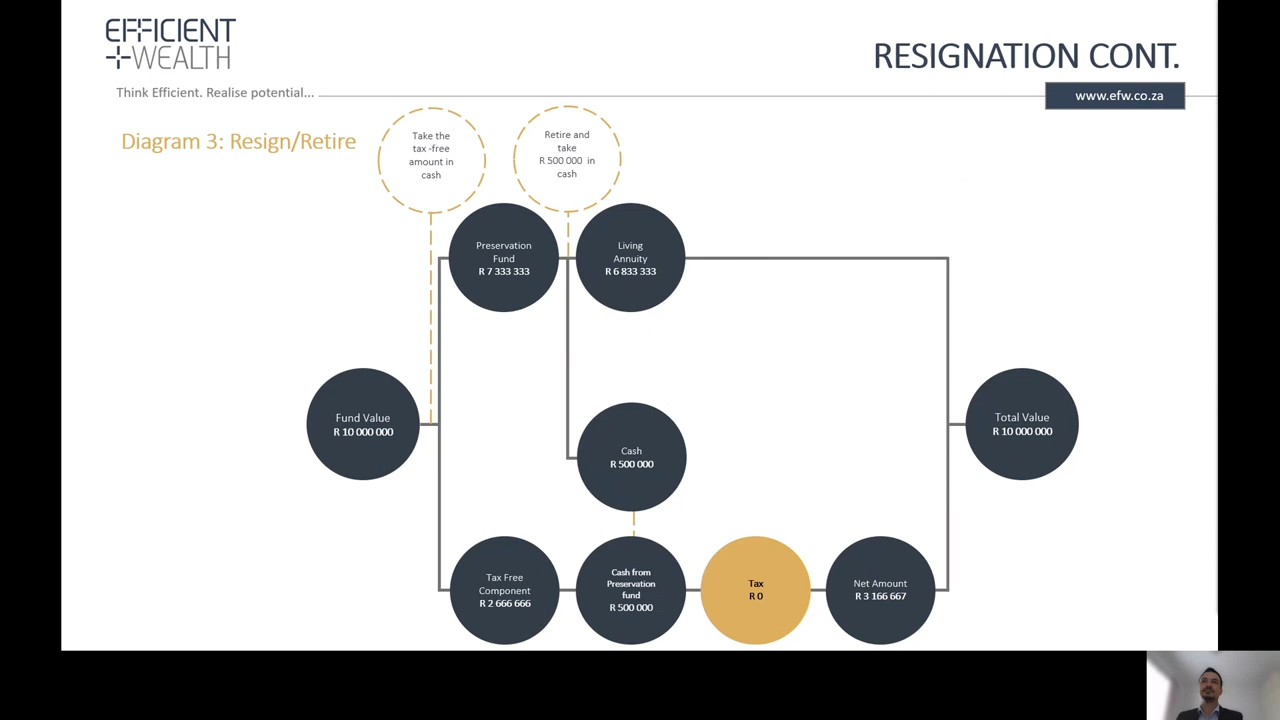 EFFICIENT
WEALTH
RESIGNATION CONT.
Think Efficient. Realise potential...
www.efw.co.za
Diagram 3: Resign/Retire
Take the
tax -free
amount in
cash
Retire and
take
R 500 000 in
cash
Preservation
Fund
R 7 333 333
Living
Annuity
R 6 833 333
Fund Value
R 10 000 000
Cash
R 500 000
Total Value
R 10 000 000
Tax Free
Component
R 2 666 666
Cash from
Preservation
fund
R 500 000
Tax
R 0
Net Amount
R 3 166 667